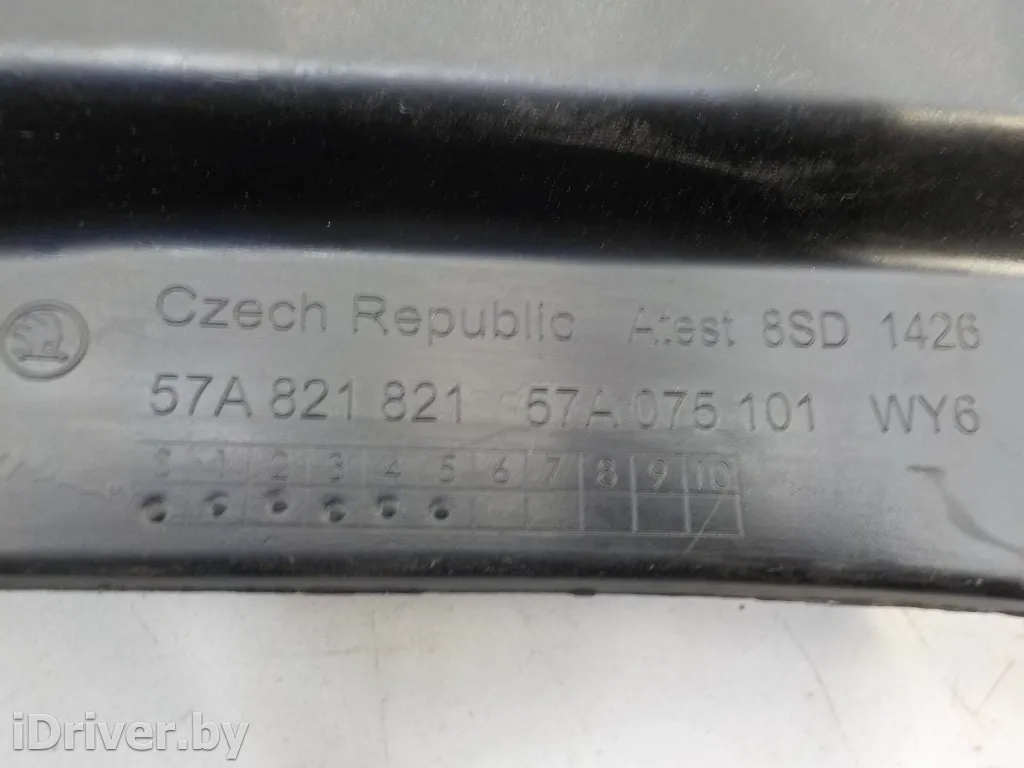 Czech Republic Atest 8SD 1426
57A 821 821 57A 075 101 WY6
0 1 2 3 4 5 6 7 8 9 10
iDriver.by